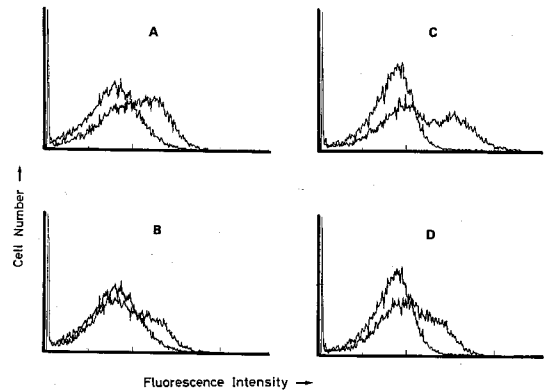 A
C
B
D
Cell Number →
Fluorescence Intensity →